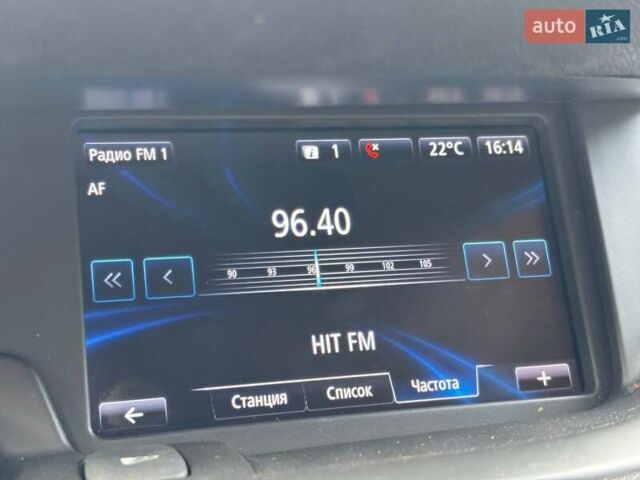 auto RIA .com
Радио FM 1 1 22°C 16:14
AF
96.40
90 93 96 99 102 105
HIT FM
Станция Список Частота